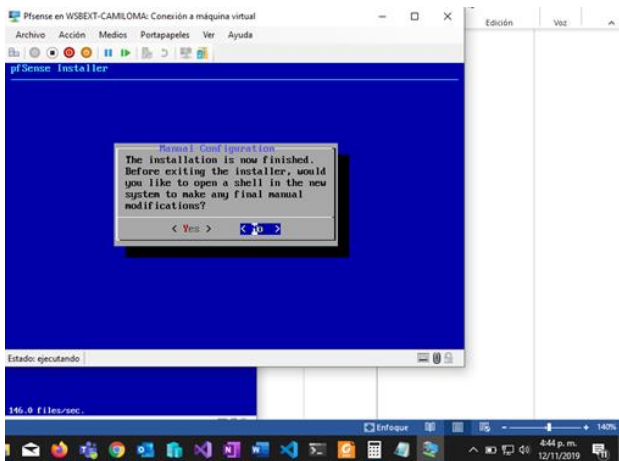 Pfsense en WSBEXT-CAMILOMA: Conexión a máquina virtual
Edición Voz
Archivo Acción Medios Portapapeles Ver Ayuda
pfSense Installer
Manual Configuration
The installation is now finished.
Before exiting the installer, would
you like to open a shell in the new
system to make any final manual
modifications?
< Yes > < No >
Estado: ejecutando
146.0 files/sec.
Enfoque 140%
4:44 p. m.
12/11/2019